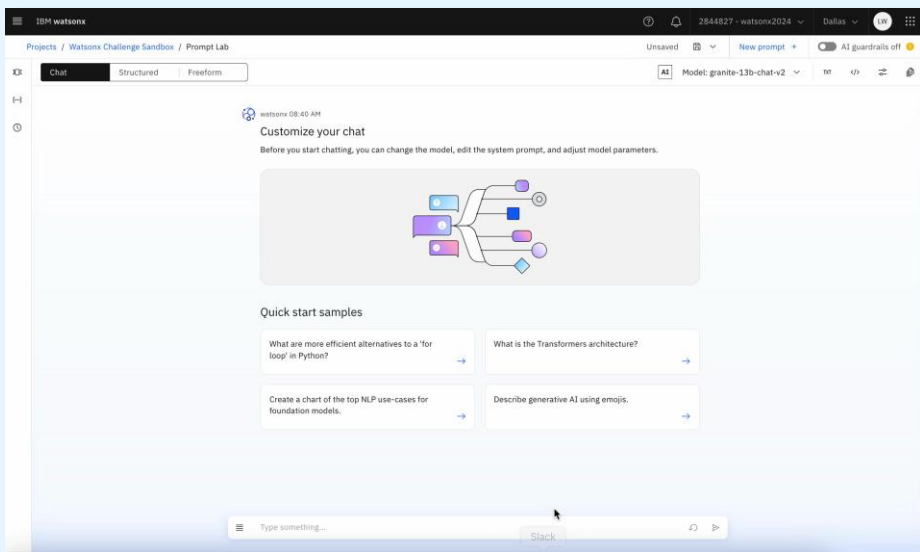 IBM watsonx
2844827 - watsonx2024
Dallas
LW
Projects / Watsonx Challenge Sandbox / Prompt Lab
Unsaved
New prompt +
AI guardrails off
Chat
Structured
Freeform
AI
Model: granite-13b-chat-v2
watsonx 08:40 AM
Customize your chat
Before you start chatting, you can change the model, edit the system prompt, and adjust model parameters.
Quick start samples
What are more efficient alternatives to a 'for
loop' in Python?
What is the Transformers architecture?
Create a chart of the top NLP use-cases for
foundation models.
Describe generative AI using emojis.
Type something...
Slack